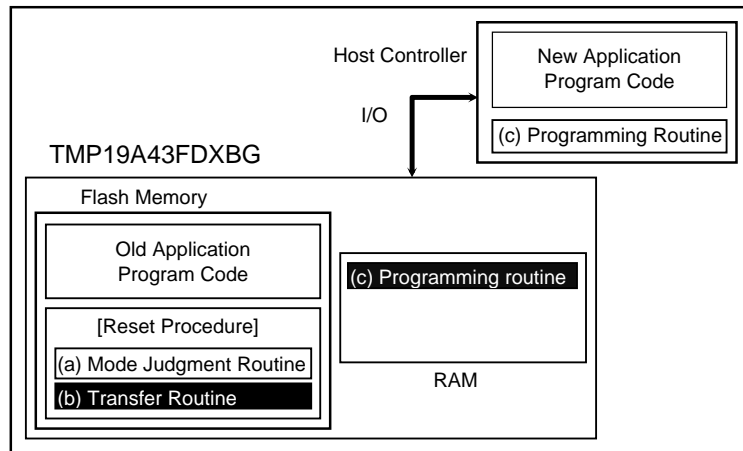 Host Controller
New Application
Program Code
(c) Programming Routine
I/O
TMP19A43FDXBG
Flash Memory
Old Application
Program Code
[Reset Procedure]
(a) Mode Judgment Routine
(b) Transfer Routine
(c) Programming routine
RAM